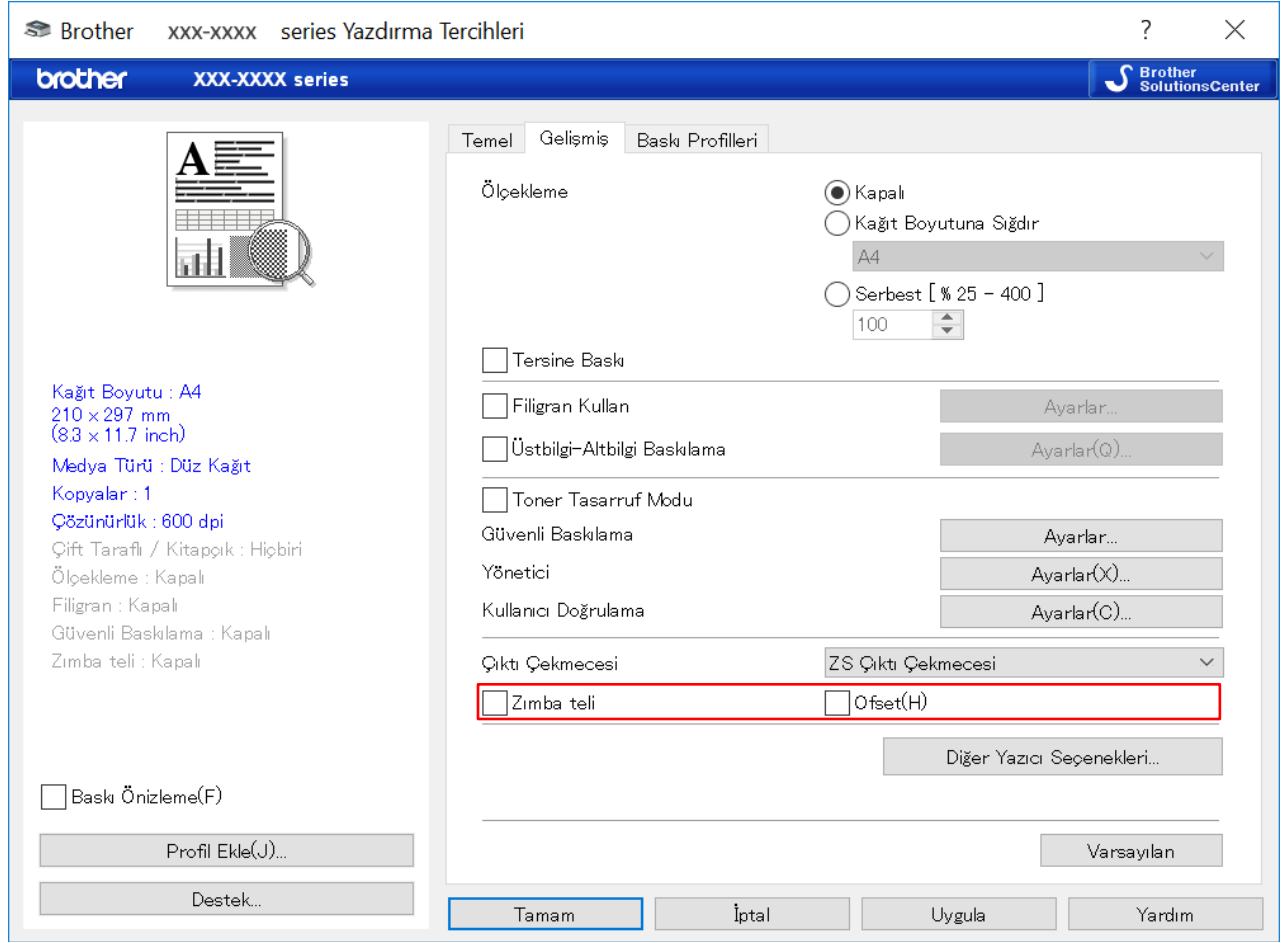 Brother xxx-xxxx series Yazdırma Tercihleri ?
brother XXX-XXXX series
Brother
SolutionsCenter
A
Kağıt Boyutu : A4
210 × 297 mm
(8.3 × 11.7 inch)
Medya Türü : Düz Kağıt
Kopyalar : 1
Çözünürlük : 600 dpi
Çift Taraflı / Kitapçık : Hiçbiri
Ölçekleme : Kapalı
Filigran : Kapalı
Güvenli Baskılama : Kapalı
Zımba teli : Kapalı
Baskı Önizleme(F)
Profil Ekle(J)...
Destek...
Temel Gelişmiş Baskı Profilleri
Ölçekleme Kapalı
Kağıt Boyutuna Sığdır
A4
Serbest [ % 25 - 400 ]
100
Tersine Baskı
Filigran Kullan Ayarlar...
Üstbilgi-Altbilgi Baskılama Ayarlar(Q)...
Toner Tasarruf Modu
Güvenli Baskılama Ayarlar...
Yönetici Ayarlar(X)...
Kullanıcı Doğrulama Ayarlar(C)...
Çıktı Çekmecesi ZS Çıktı Çekmecesi
Zımba teli Ofset(H)
Diğer Yazıcı Seçenekleri...
Varsayılan
Tamam İptal Uygula Yardım